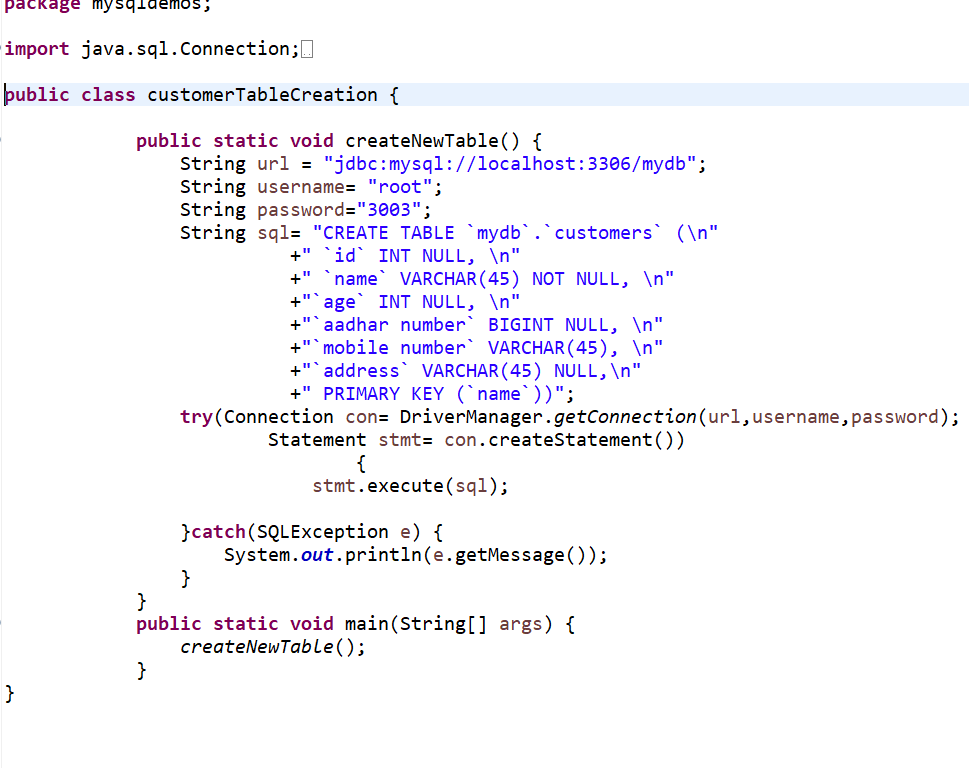 package mysqldemos;
import java.sql.Connection;
public class customerTableCreation {
public static void createNewTable() {
String url = "jdbc:mysql://localhost:3306/mydb";
String username= "root";
String password="3003";
String sql= "CREATE TABLE `mydb`.`customers` (\n"
+" `id` INT NULL, \n"
+" `name` VARCHAR(45) NOT NULL, \n"
+"`age` INT NULL, \n"
+"`aadhar number` BIGINT NULL, \n"
+"`mobile number` VARCHAR(45), \n"
+"`address` VARCHAR(45) NULL,\n"
+" PRIMARY KEY (`name`))";
try(Connection con= DriverManager.getConnection(url,username,password);
Statement stmt= con.createStatement())
{
stmt.execute(sql);
}catch(SQLException e) {
System.out.println(e.getMessage());
}
}
public static void main(String[] args) {
createNewTable();
}
}